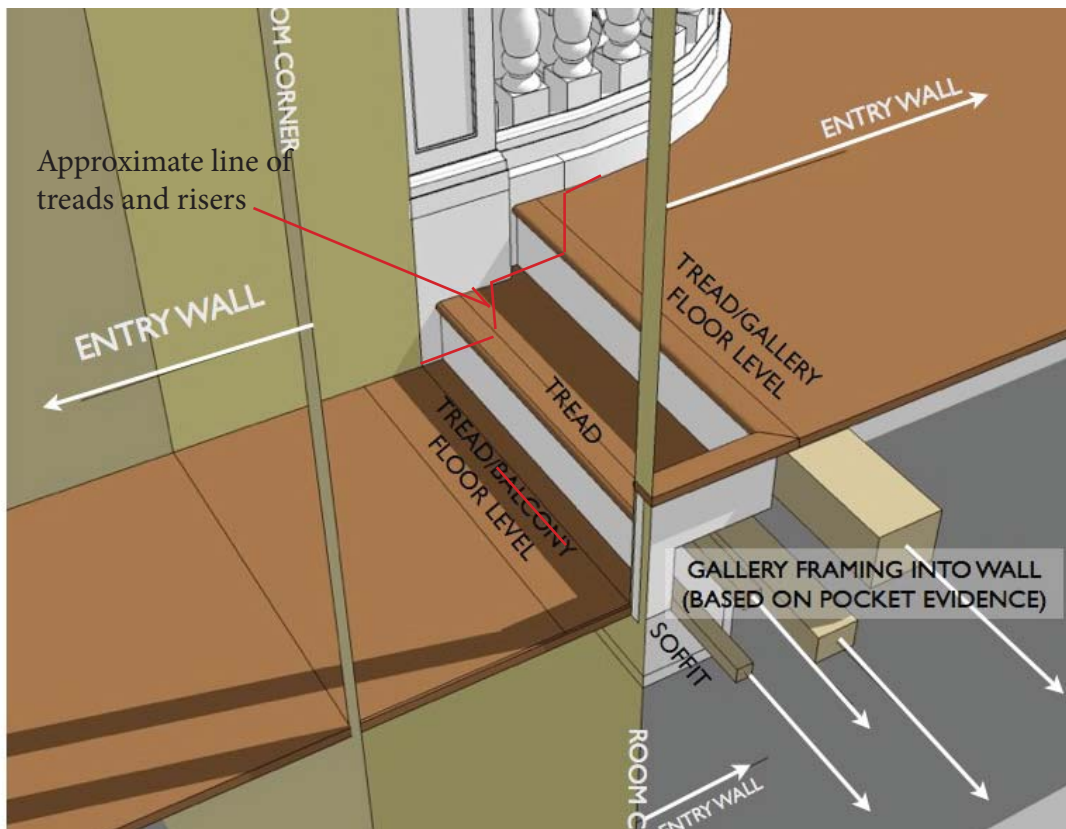 OM CORNER
ENTRY WALL
Approximate line of
treads and risers
ENTRY WALL
TREAD/GALLERY
FLOOR LEVEL
TREAD
TREAD/BALCONY
FLOOR LEVEL
GALLERY FRAMING INTO WALL
(BASED ON POCKET EVIDENCE)
SOFFIT
ROOM C
ENTRY WALL